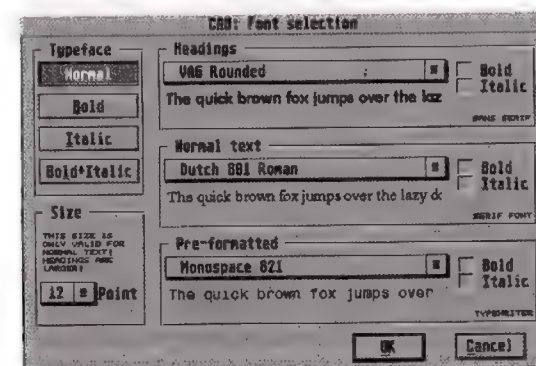 CAB: Font selection
Typeface
Normal
Bold
Italic
Bold+Italic
Size
THIS SIZE IS
ONLY VALID FOR
NORMAL TEXT!
HEADINGS ARE
LARGER!
12 Point
Headings
VAG Rounded
Bold
Italic
The quick brown fox jumps over the laz
SANS SERIF
Normal text
Dutch 801 Roman
Bold
Italic
The quick brown fox jumps over the lazy dc
SERIF FONT
Pre-formatted
Monospace 821
Bold
Italic
The quick brown fox jumps over
TYPEWRITER
OK
Cancel